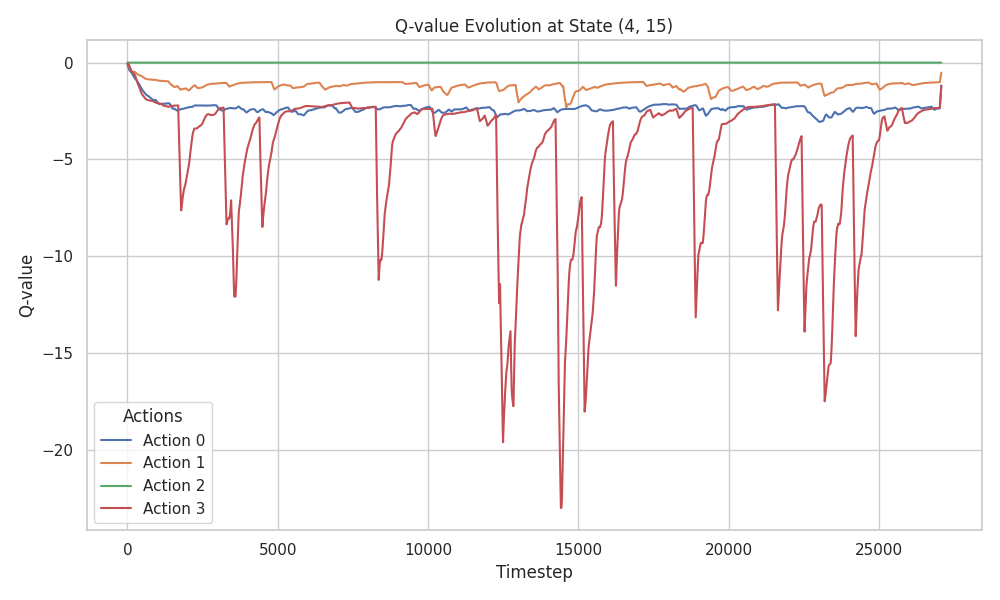 Q-value Evolution at State (4, 15)
Q-value
0
−5
−10
−15
−20
Actions
Action 0
Action 1
Action 2
Action 3
0 5000 10000 15000 20000 25000
Timestep